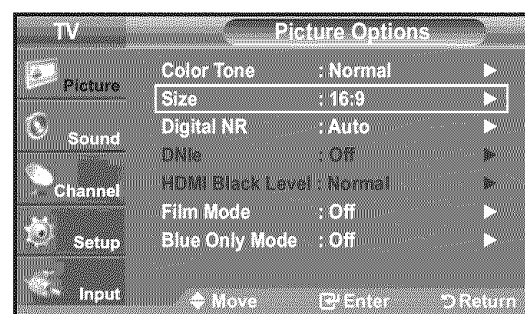 TV
Picture Options
Picture
Sound
Channel
Setup
Input
Color Tone : Normal
Size : 16:9
Digital NR : Auto
DNIe : Off
HDMI Black Level : Normal
Film Mode : Off
Blue Only Mode : Off
Move Enter Return